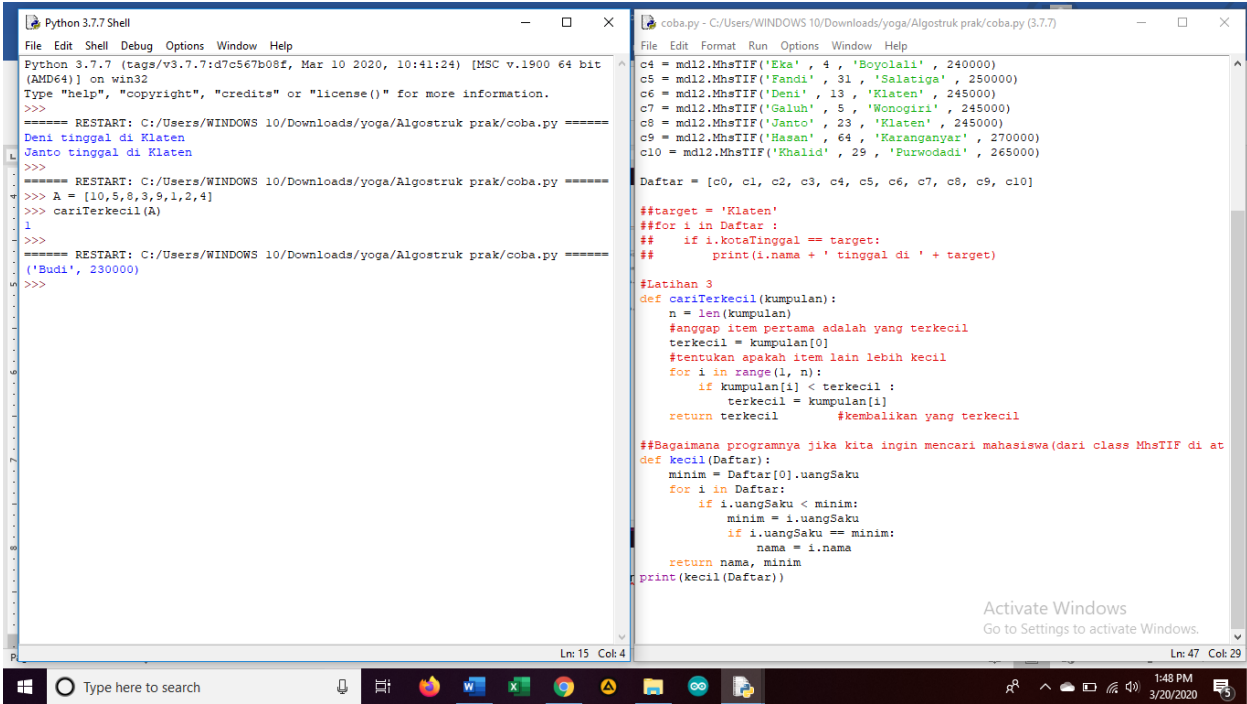 Python 3.7.7 Shell
File Edit Shell Debug Options Window Help
Python 3.7.7 (tags/v3.7.7:d7c567b08f, Mar 10 2020, 10:41:24) [MSC v.1900 64 bit
(AMD64)] on win32
Type "help", "copyright", "credits" or "license()" for more information.
>>>
====== RESTART: C:/Users/WINDOWS 10/Downloads/yoga/Algostruk prak/coba.py ======
Deni tinggal di Klaten
Janto tinggal di Klaten
>>>
====== RESTART: C:/Users/WINDOWS 10/Downloads/yoga/Algostruk prak/coba.py ======
>>> A = [10,5,8,3,9,1,2,4]
>>> cariTerkecil(A)
1
>>>
====== RESTART: C:/Users/WINDOWS 10/Downloads/yoga/Algostruk prak/coba.py ======
('Budi', 230000)
>>>
Ln: 15 Col: 4
coba.py - C:/Users/WINDOWS 10/Downloads/yoga/Algostruk prak/coba.py (3.7.7)
File Edit Format Run Options Window Help
c4 = mdl2.MhsTIF('Eka' , 4 , 'Boyolali' , 240000)
c5 = mdl2.MhsTIF('Fandi' , 31 , 'Salatiga' , 250000)
c6 = mdl2.MhsTIF('Deni' , 13 , 'Klaten' , 245000)
c7 = mdl2.MhsTIF('Galuh' , 5 , 'Wonogiri' , 245000)
c8 = mdl2.MhsTIF('Janto' , 23 , 'Klaten' , 245000)
c9 = mdl2.MhsTIF('Hasan' , 64 , 'Karanganyar' , 270000)
c10 = mdl2.MhsTIF('Khalid' , 29 , 'Purwodadi' , 265000)
Daftar = [c0, c1, c2, c3, c4, c5, c6, c7, c8, c9, c10]
##target = 'Klaten'
##for i in Daftar :
##    if i.kotaTinggal == target:
##        print(i.nama + ' tinggal di ' + target)
#Latihan 3
def cariTerkecil(kumpulan):
    n = len(kumpulan)
    #anggap item pertama adalah yang terkecil
    terkecil = kumpulan[0]
    #tentukan apakah item lain lebih kecil
    for i in range(1, n):
        if kumpulan[i] < terkecil :
            terkecil = kumpulan[i]
    return terkecil        #kembalikan yang terkecil
##Bagaimana programnya jika kita ingin mencari mahasiswa(dari class MhsTIF di at
def kecil(Daftar):
    minim = Daftar[0].uangSaku
    for i in Daftar:
        if i.uangSaku < minim:
            minim = i.uangSaku
            if i.uangSaku == minim:
                nama = i.nama
    return nama, minim
print(kecil(Daftar))
Activate Windows
Go to Settings to activate Windows.
Ln: 47 Col: 29
Type here to search
1:48 PM
3/20/2020
5